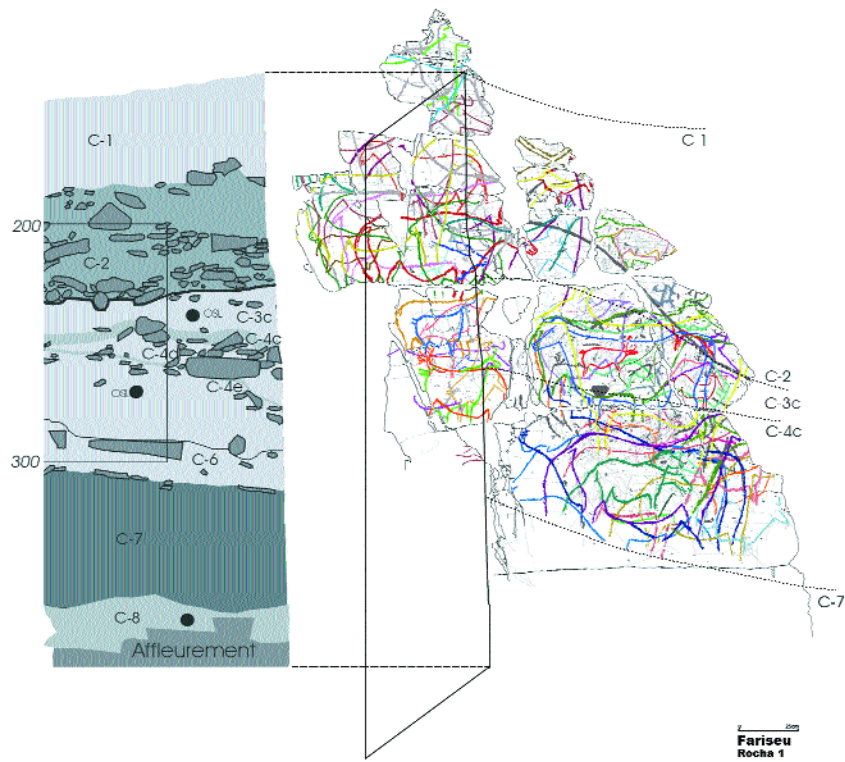 C-1
200
C-2
OSL
C-3c
C-4c
C-4d
C-4e
OSL
300
C-6
C-7
C-8
Affleurement
C 1
C-2
C-3c
C-4c
C-7
Fariseu
Rocha 1